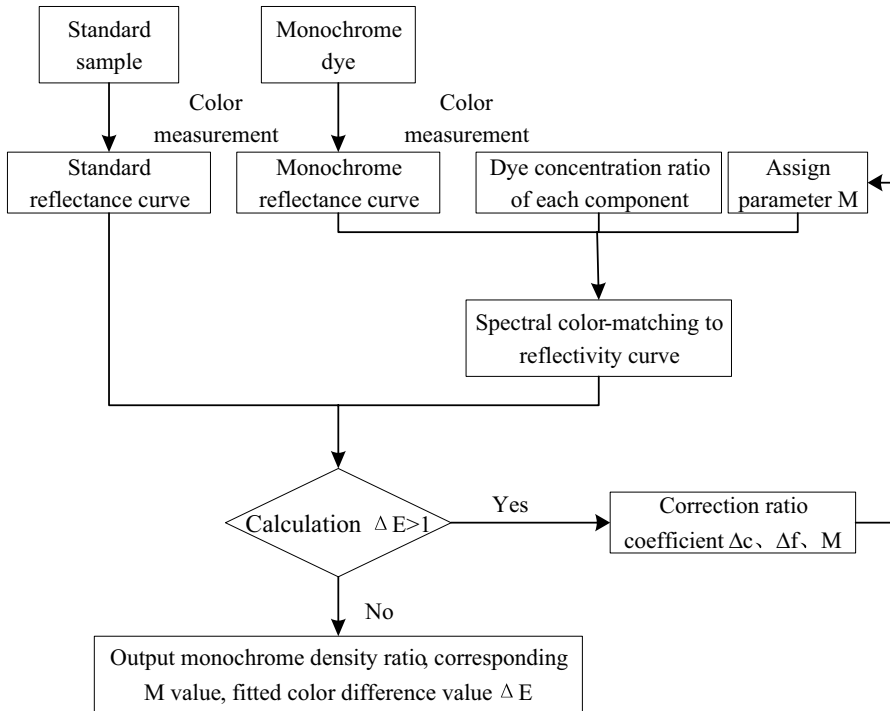 Standard
sample
Monochrome
dye
Color
measurement
Color
measurement
Standard
reflectance curve
Monochrome
reflectance curve
Dye concentration ratio
of each component
Assign
parameter M
Spectral color-matching to
reflectivity curve
Calculation ΔE>1
Yes
Correction ratio
coefficient Δc、Δf、M
No
Output monochrome density ratio, corresponding
M value, fitted color difference value ΔE